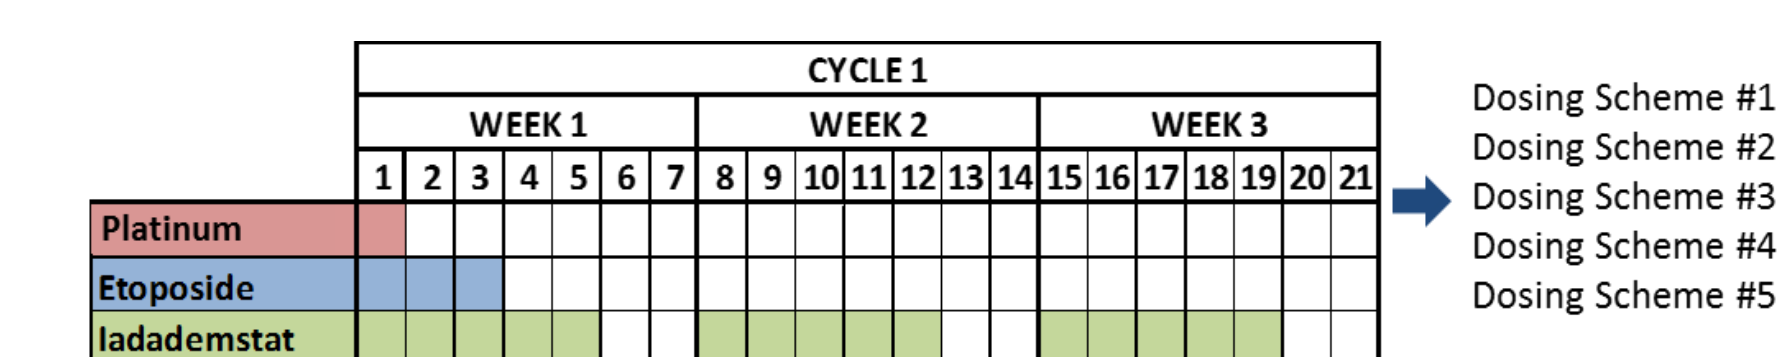 CYCLE 1
WEEK 1 WEEK 2 WEEK 3
1 2 3 4 5 6 7 8 9 10 11 12 13 14 15 16 17 18 19 20 21
Platinum
Etoposide
Iadademstat
Dosing Scheme #1
Dosing Scheme #2
Dosing Scheme #3
Dosing Scheme #4
Dosing Scheme #5